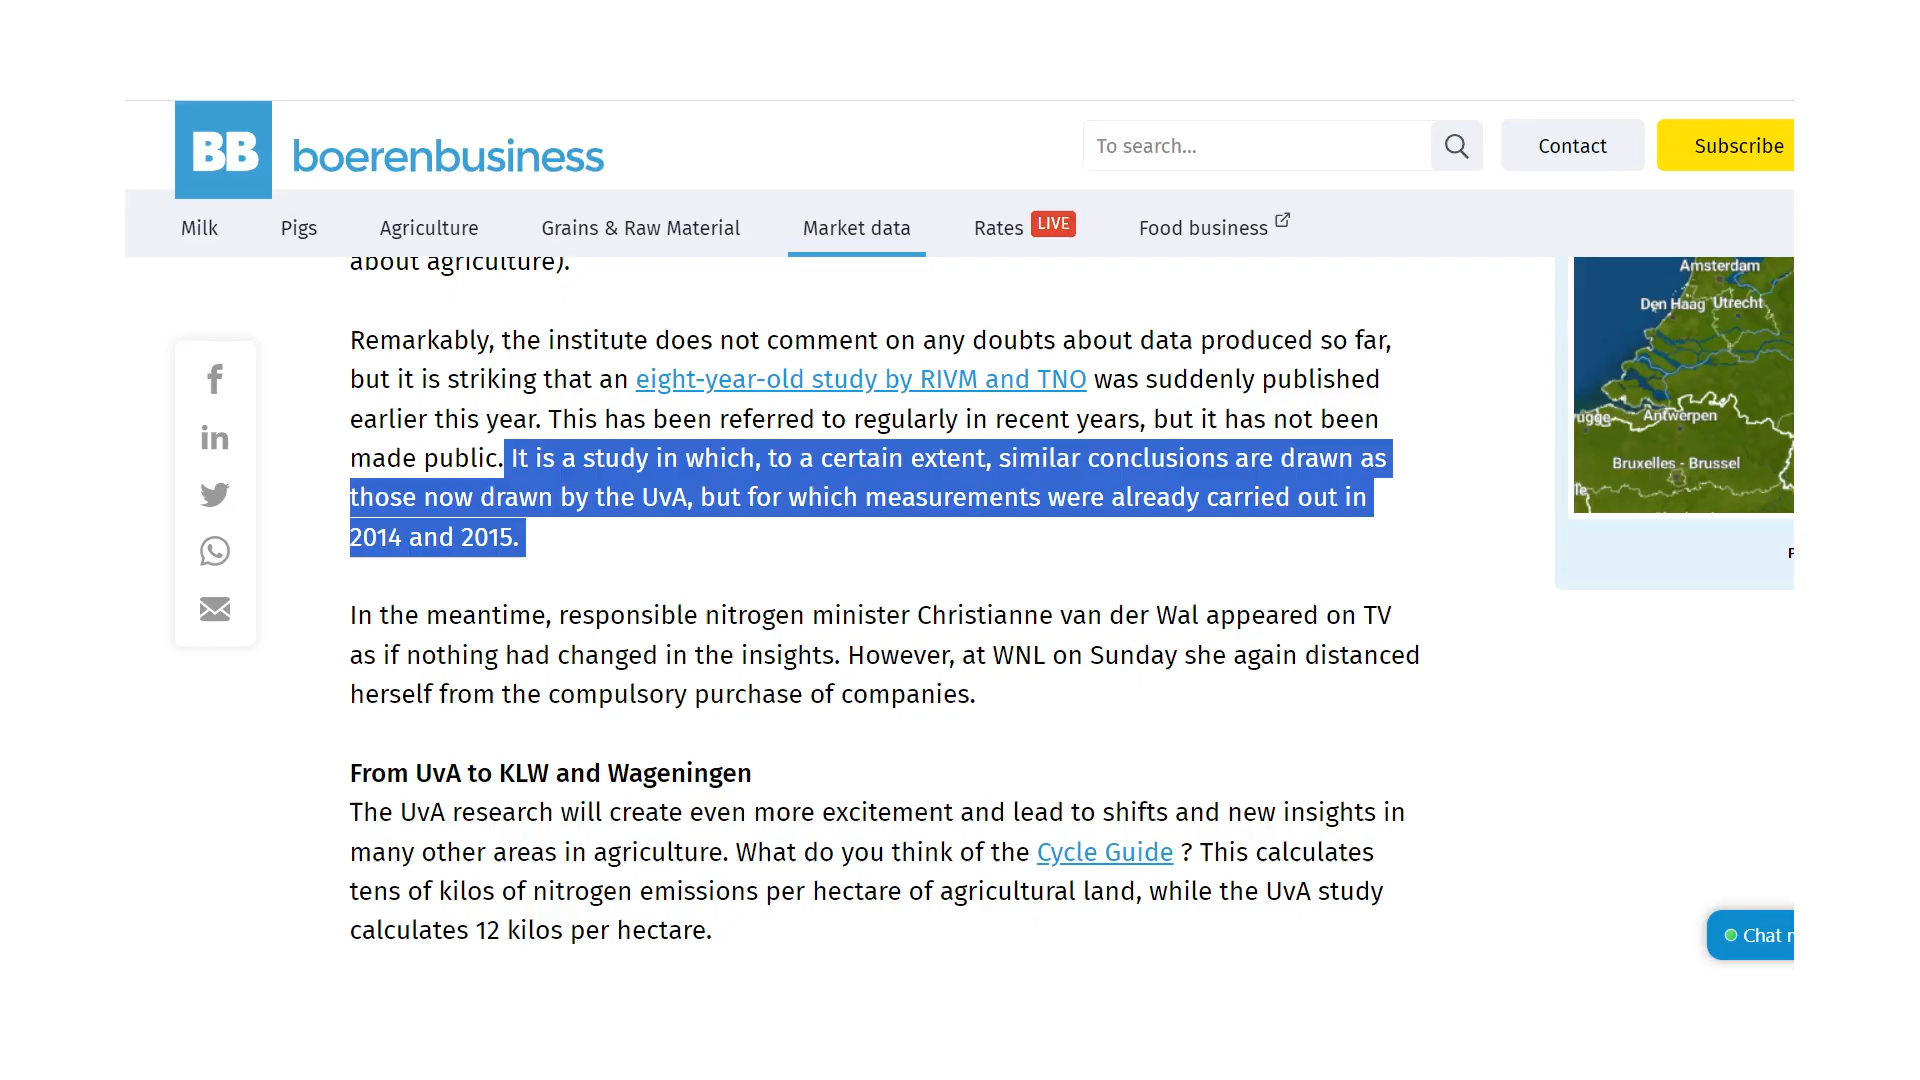 BB boerenbusiness
To search...
Contact
Subscribe
Milk
Pigs
Agriculture
Grains & Raw Material
Market data
Rates LIVE
Food business
about agriculture).
Remarkably, the institute does not comment on any doubts about data produced so far,
but it is striking that an eight-year-old study by RIVM and TNO was suddenly published
earlier this year. This has been referred to regularly in recent years, but it has not been
made public. It is a study in which, to a certain extent, similar conclusions are drawn as
those now drawn by the UvA, but for which measurements were already carried out in
2014 and 2015.
In the meantime, responsible nitrogen minister Christianne van der Wal appeared on TV
as if nothing had changed in the insights. However, at WNL on Sunday she again distanced
herself from the compulsory purchase of companies.
From UvA to KLW and Wageningen
The UvA research will create even more excitement and lead to shifts and new insights in
many other areas in agriculture. What do you think of the Cycle Guide ? This calculates
tens of kilos of nitrogen emissions per hectare of agricultural land, while the UvA study
calculates 12 kilos per hectare.
Amsterdam
Den Haag Utrecht
ugge
Antwerpen
Bruxelles - Brussel
Chat